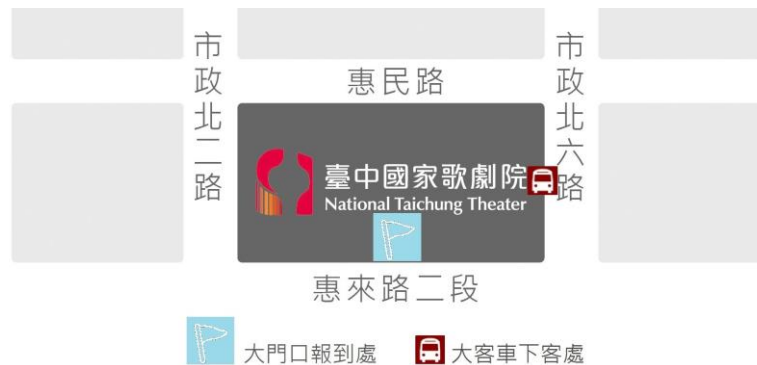 市政北二路
市政北六路
惠民路
臺中國家歌劇院
National Taichung Theater
惠來路二段
大門口報到處
大客車下客處